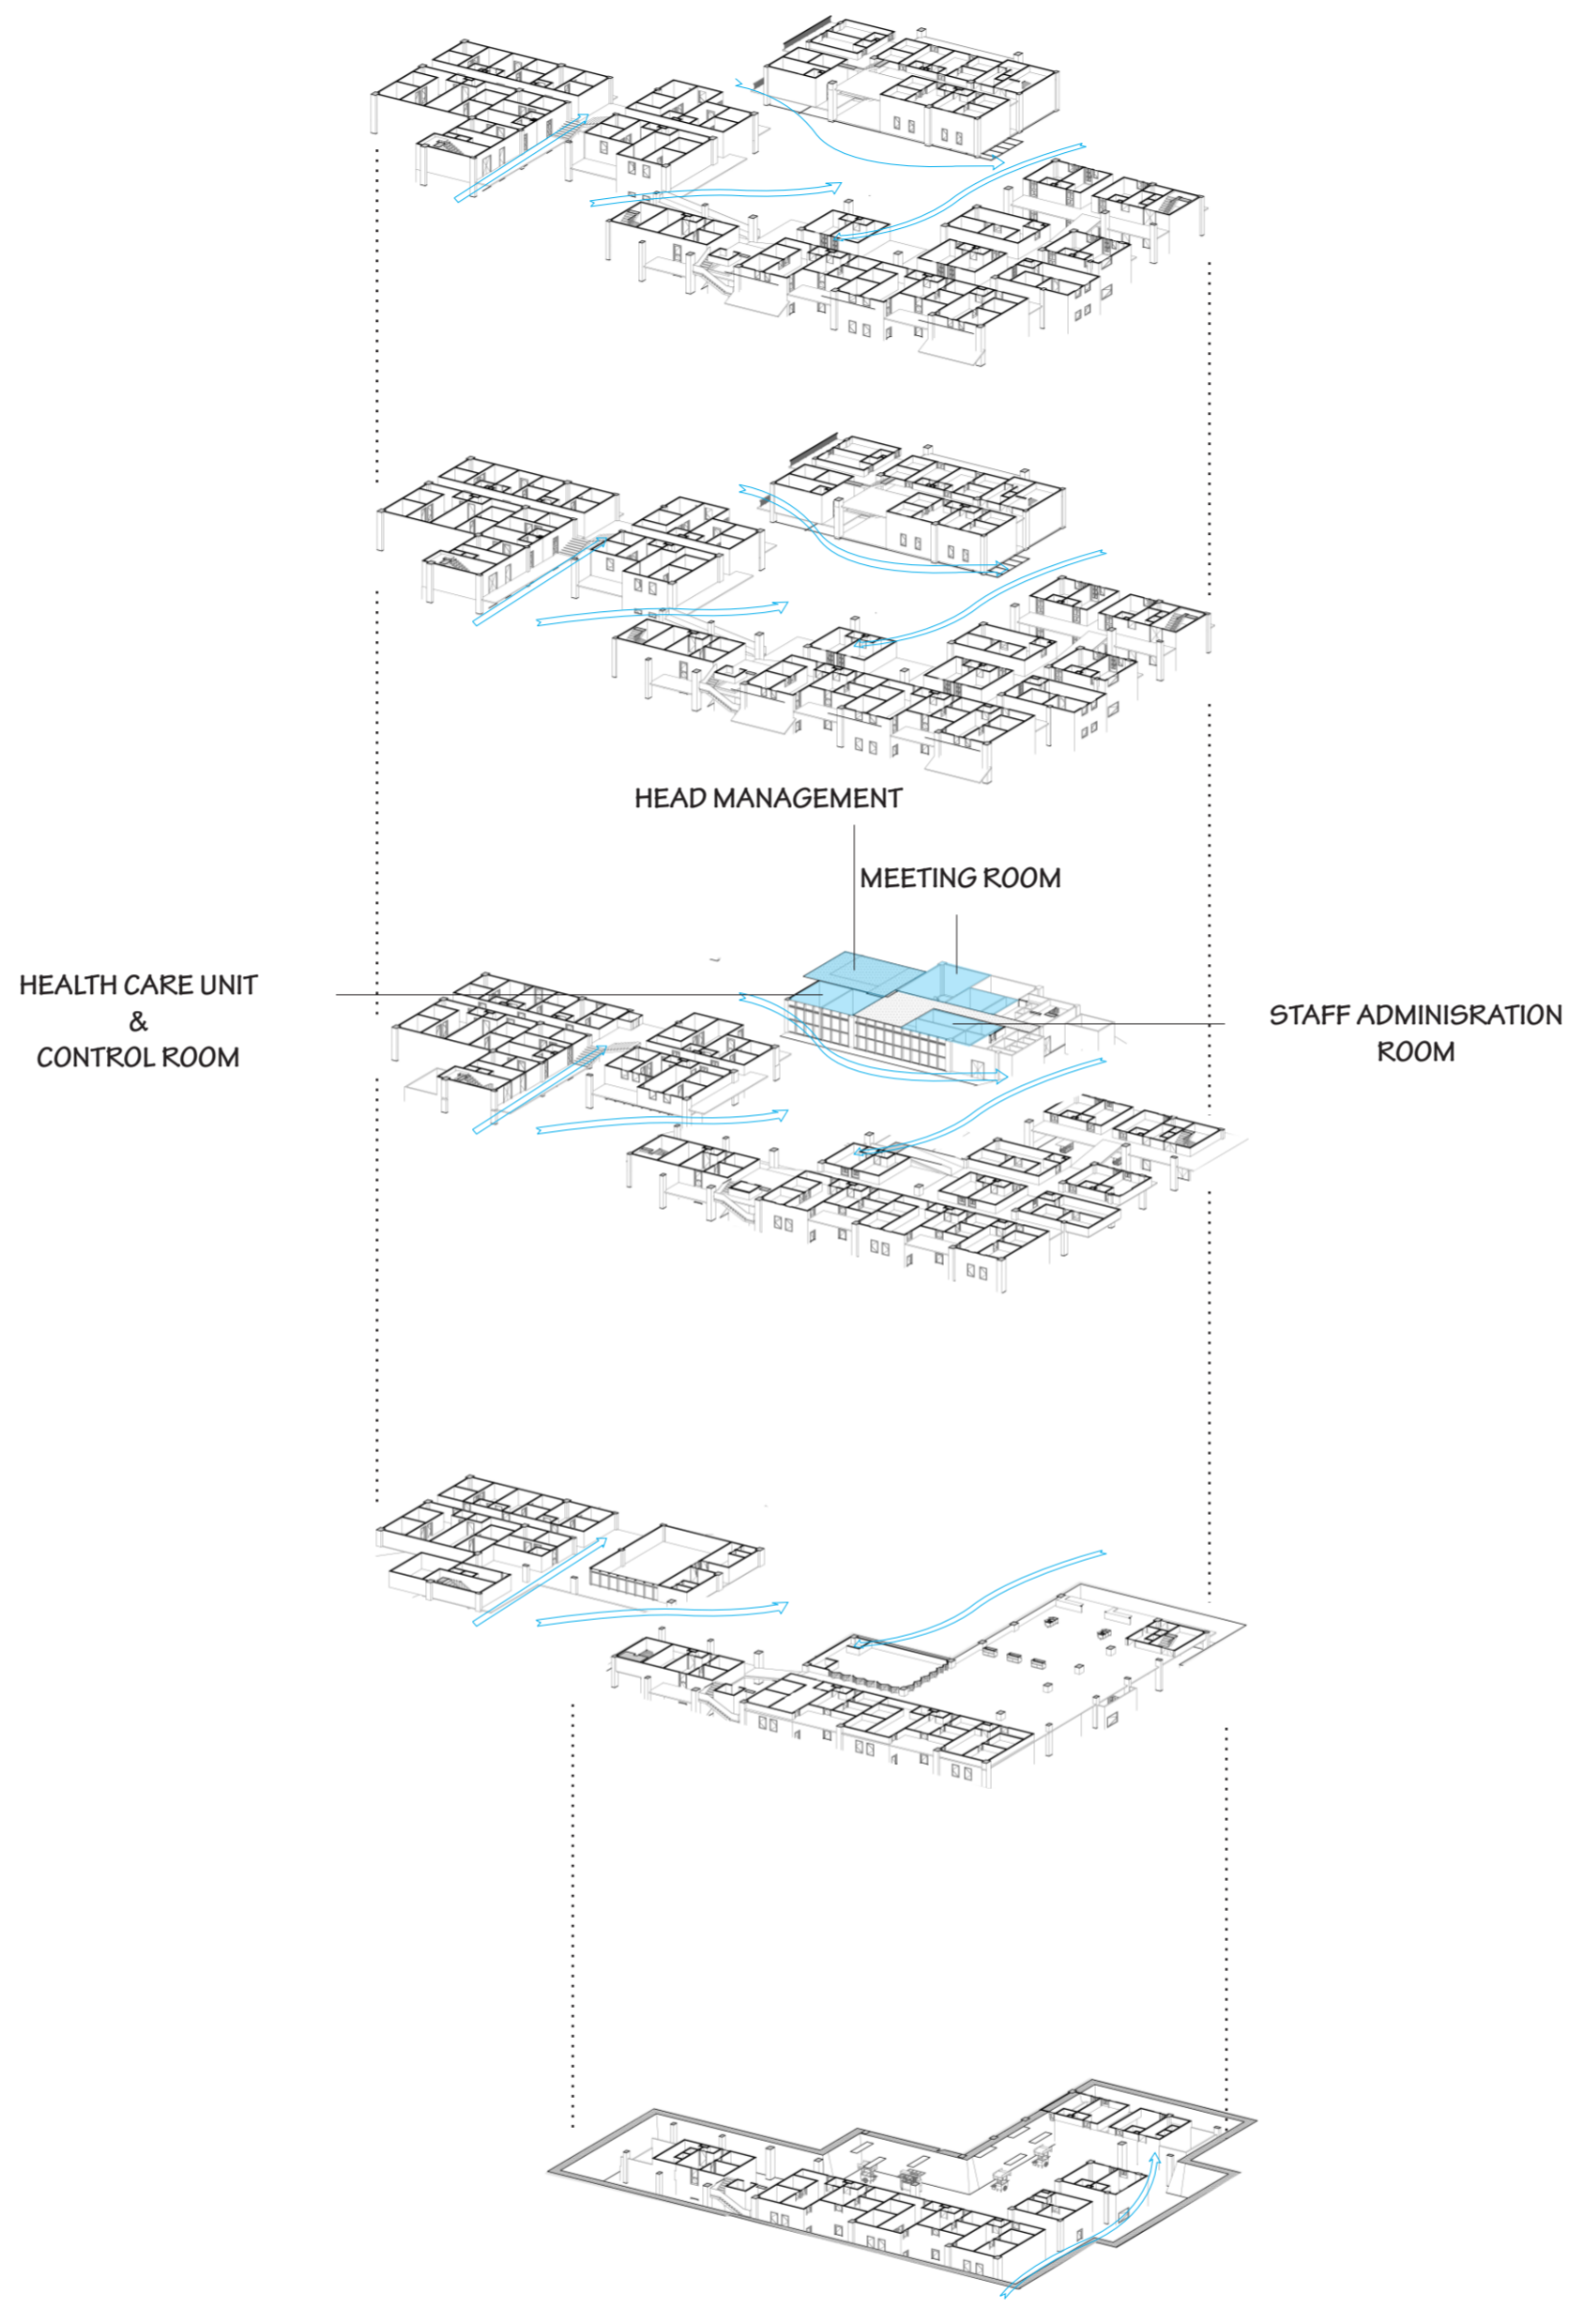 HEAD MANAGEMENT
MEETING ROOM
HEALTH CARE UNIT
&
CONTROL ROOM
STAFF ADMINISRATION
ROOM